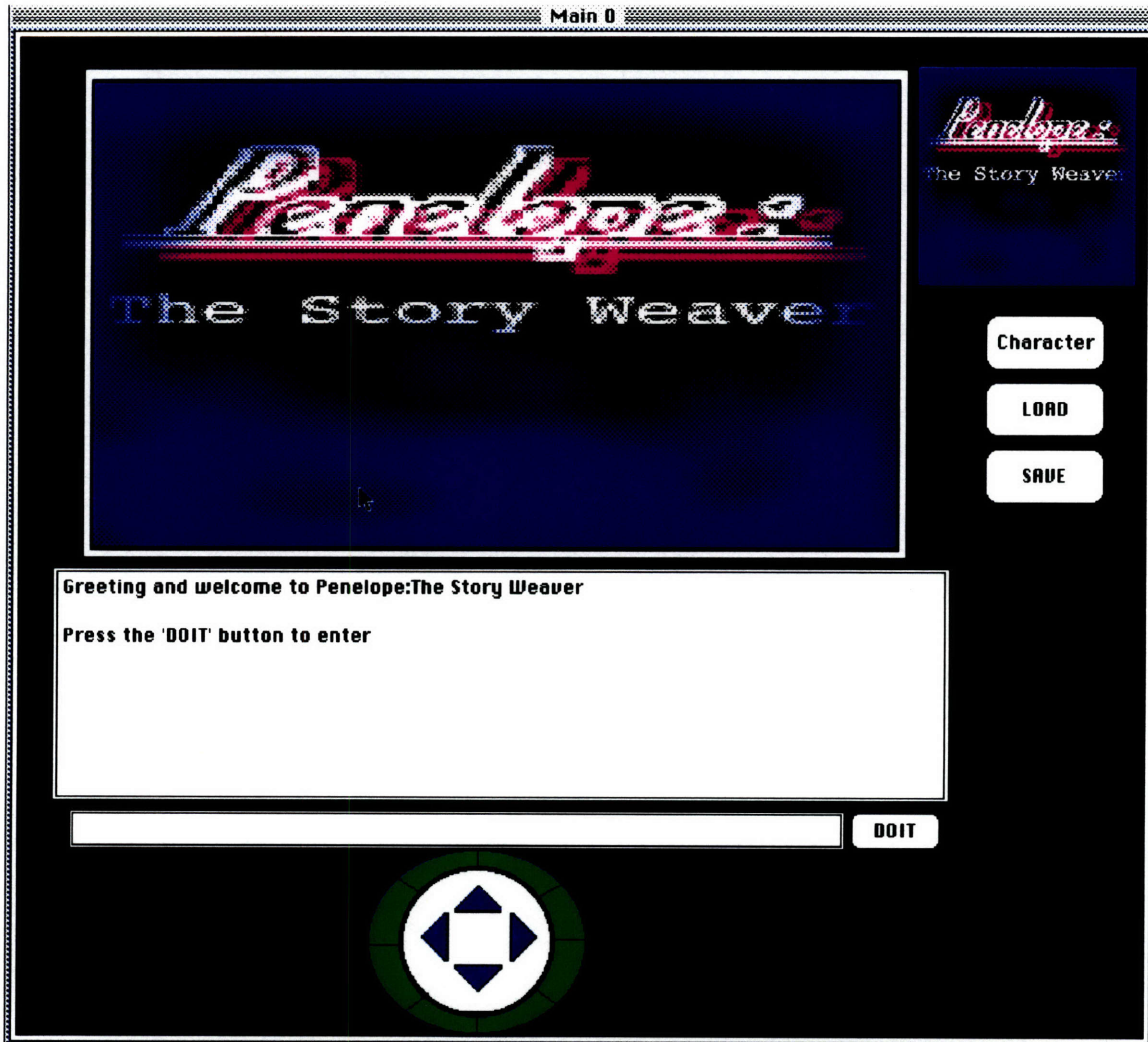 Main 0
Penelope:
The Story Weaver
Penelope:
The Story Weaver
Character
LOAD
SAVE
Greeting and welcome to Penelope:The Story Weaver
Press the 'DOIT' button to enter
DOIT